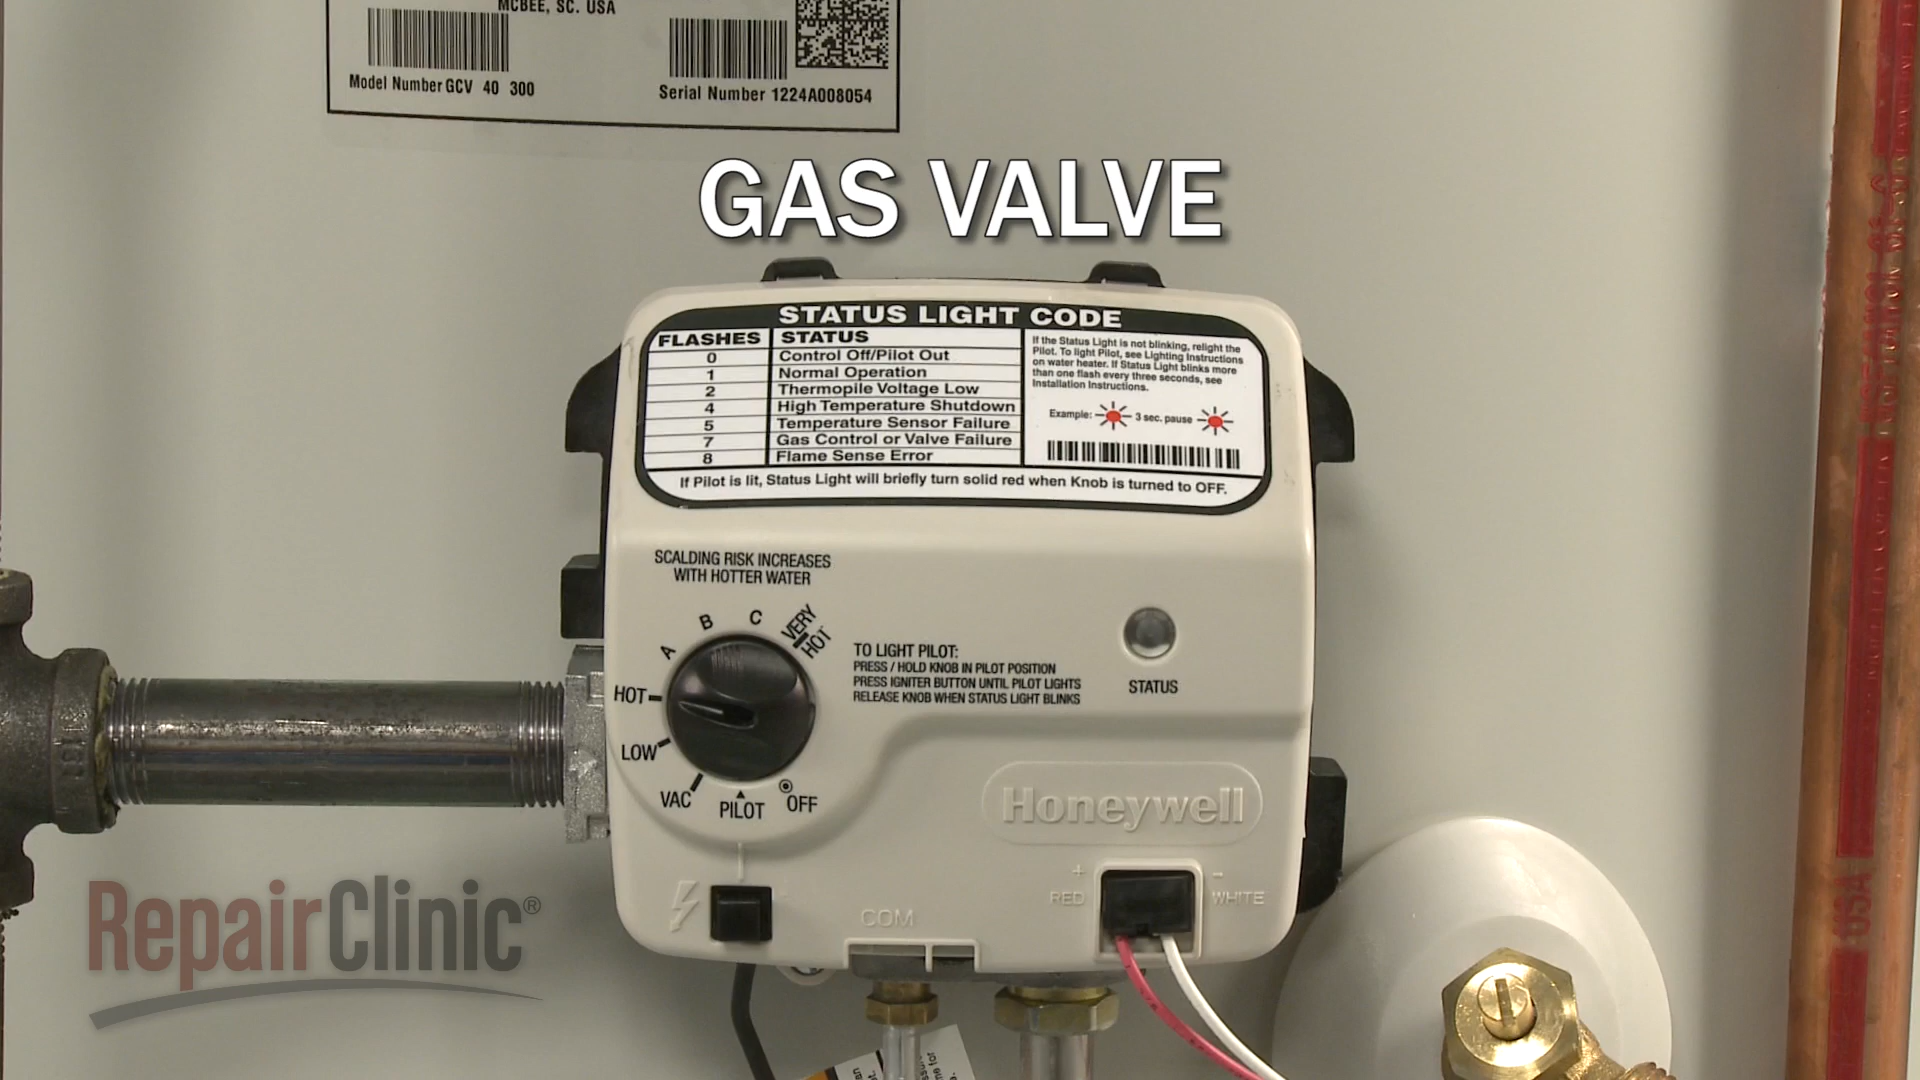 MCBEE, SC. USA
Model Number GCV 40 300
Serial Number 1224A008054
GAS VALVE
STATUS LIGHT CODE
FLASHES STATUS
0 Control Off/Pilot Out
1 Normal Operation
2 Thermopile Voltage Low
4 High Temperature Shutdown
5 Temperature Sensor Failure
7 Gas Control or Valve Failure
8 Flame Sense Error
If the Status Light is not blinking, relight the
Pilot. To light Pilot, see Lighting Instructions
on water heater. If Status Light blinks more
than one flash every three seconds, see
Installation Instructions.
Example: 3 sec. pause
If Pilot is lit, Status Light will briefly turn solid red when Knob is turned to OFF.
SCALDING RISK INCREASES
WITH HOTTER WATER
A
B
C
VERY
HOT
HOT
LOW
VAC
PILOT
OFF
TO LIGHT PILOT:
PRESS / HOLD KNOB IN PILOT POSITION
PRESS IGNITER BUTTON UNTIL PILOT LIGHTS
RELEASE KNOB WHEN STATUS LIGHT BLINKS
STATUS
Honeywell
+ -
RED WHITE
COM
RepairClinic®
USA